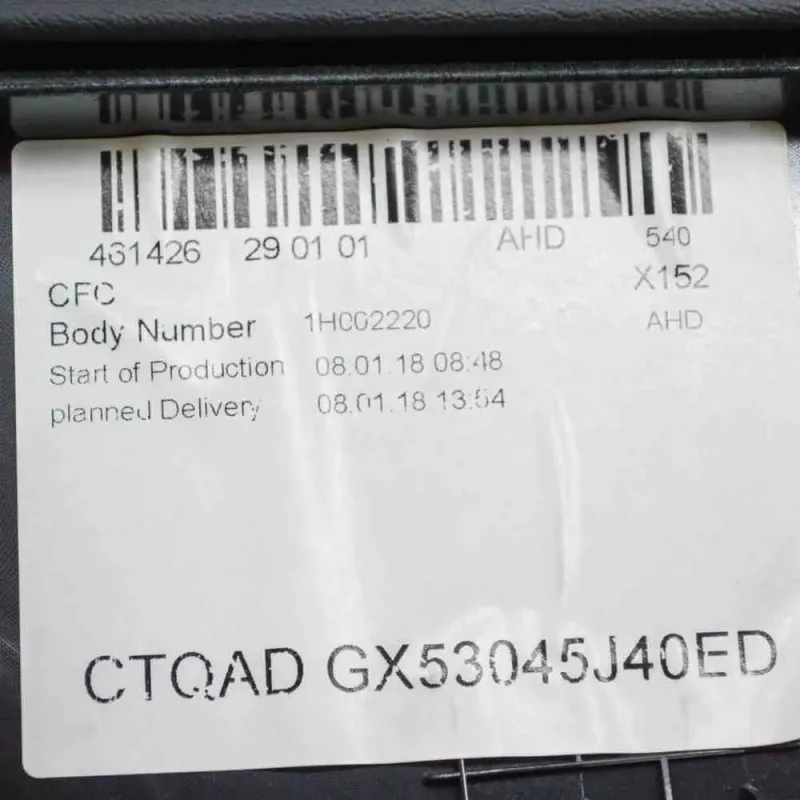 461426 29 01 01 AHD 540
CFC X152
Body Number 1H002220 AHD
Start of Production 08.01.18 08:48
planned Delivery 08.01.18 13:54
CTQAD GX53045J40ED